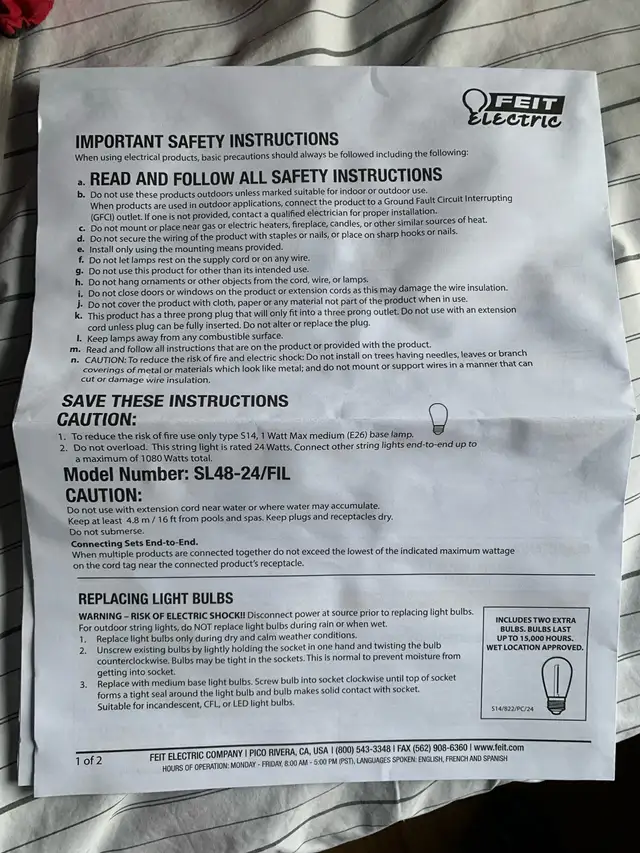 FEIT
Electric
IMPORTANT SAFETY INSTRUCTIONS
When using electrical products, basic precautions should always be followed including the following:
a. READ AND FOLLOW ALL SAFETY INSTRUCTIONS
b. Do not use these products outdoors unless marked suitable for indoor or outdoor use.
When products are used in outdoor applications, connect the product to a Ground Fault Circuit Interrupting
(GFCI) outlet. If one is not provided, contact a qualified electrician for proper installation.
c. Do not mount or place near gas or electric heaters, fireplace, candles, or other similar sources of heat.
d. Do not secure the wiring of the product with staples or nails, or place on sharp hooks or nails.
e. Install only using the mounting means provided.
f. Do not let lamps rest on the supply cord or on any wire.
g. Do not use this product for other than its intended use.
h. Do not hang ornaments or other objects from the cord, wire, or lamps.
i. Do not close doors or windows on the product or extension cords as this may damage the wire insulation.
j. Do not cover the product with cloth, paper or any material not part of the product when in use.
k. This product has a three prong plug that will only fit into a three prong outlet. Do not use with an extension
cord unless plug can be fully inserted. Do not alter or replace the plug.
l. Keep lamps away from any combustible surface.
m. Read and follow all instructions that are on the product or provided with the product.
n. CAUTION: To reduce the risk of fire and electric shock: Do not install on trees having needles, leaves or branch
coverings of metal or materials which look like metal; and do not mount or support wires in a manner that can
cut or damage wire insulation.
SAVE THESE INSTRUCTIONS
CAUTION:
1. To reduce the risk of fire use only type S14, 1 Watt Max medium (E26) base lamp.
2. Do not overload. This string light is rated 24 Watts. Connect other string lights end-to-end up to
a maximum of 1080 Watts total.
Model Number: SL48-24/FIL
CAUTION:
Do not use with extension cord near water or where water may accumulate.
Keep at least 4.8 m / 16 ft from pools and spas. Keep plugs and receptacles dry.
Do not submerse.
Connecting Sets End-to-End.
When multiple products are connected together do not exceed the lowest of the indicated maximum wattage
on the cord tag near the connected product's receptacle.
REPLACING LIGHT BULBS
WARNING – RISK OF ELECTRIC SHOCK!! Disconnect power at source prior to replacing light bulbs.
For outdoor string lights, do NOT replace light bulbs during rain or when wet.
1. Replace light bulbs only during dry and calm weather conditions.
2. Unscrew existing bulbs by lightly holding the socket in one hand and twisting the bulb
counterclockwise. Bulbs may be tight in the sockets. This is normal to prevent moisture from
getting into socket.
3. Replace with medium base light bulbs. Screw bulb into socket clockwise until top of socket
forms a tight seal around the light bulb and bulb makes solid contact with socket.
Suitable for incandescent, CFL, or LED light bulbs.
INCLUDES TWO EXTRA
BULBS. BULBS LAST
UP TO 15,000 HOURS.
WET LOCATION APPROVED.
S14/822/PC/24
1 of 2
FEIT ELECTRIC COMPANY | PICO RIVERA, CA, USA | (800) 543-3348 | FAX (562) 908-6360 | www.feit.com
HOURS OF OPERATION: MONDAY - FRIDAY, 8:00 AM - 5:00 PM (PST), LANGUAGES SPOKEN: ENGLISH, FRENCH AND SPANISH